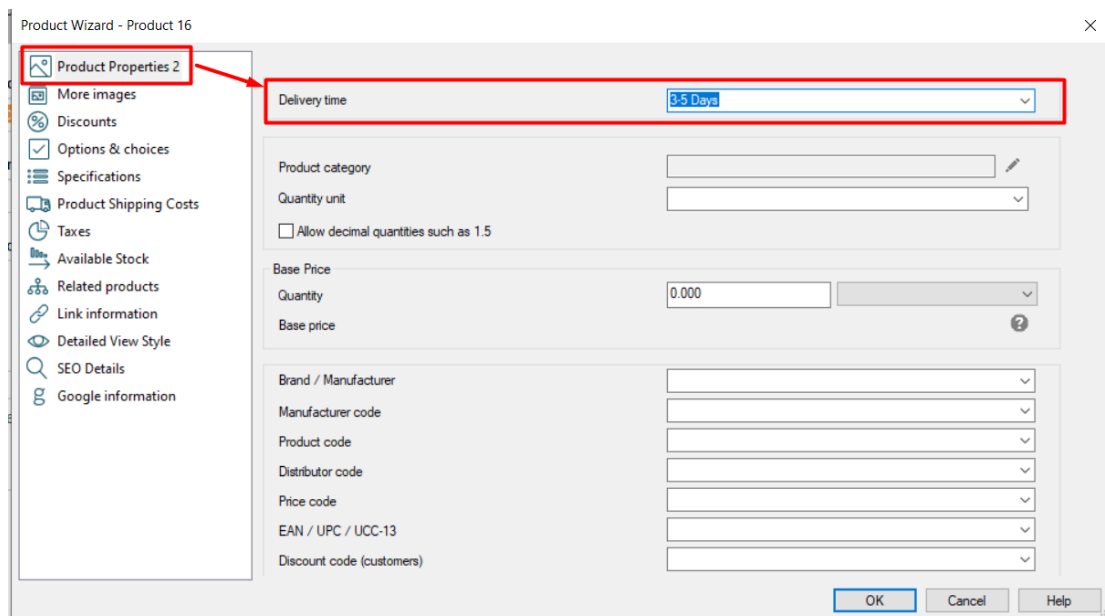 Product Wizard - Product 16
Product Properties 2
More images
Discounts
Options & choices
Specifications
Product Shipping Costs
Taxes
Available Stock
Related products
Link information
Detailed View Style
SEO Details
Google information
Delivery time 3-5 Days
Product category
Quantity unit
Allow decimal quantities such as 1.5
Base Price
Quantity 0.000
Base price
Brand / Manufacturer
Manufacturer code
Product code
Distributor code
Price code
EAN / UPC / UCC-13
Discount code (customers)
OK Cancel Help